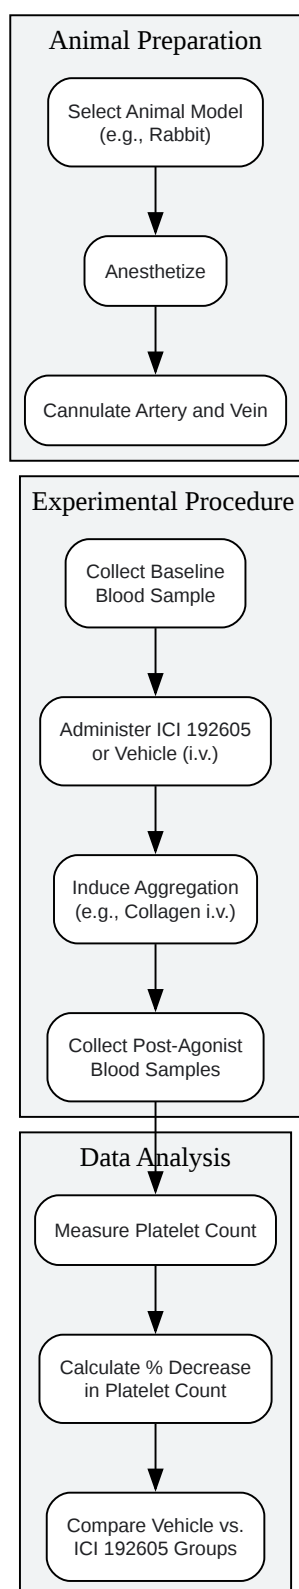 Animal Preparation
Select Animal Model
(e.g., Rabbit)
Anesthetize
Cannulate Artery and Vein
Experimental Procedure
Collect Baseline
Blood Sample
Administer ICI 192605
or Vehicle (i.v.)
Induce Aggregation
(e.g., Collagen i.v.)
Collect Post-Agonist
Blood Samples
Data Analysis
Measure Platelet Count
Calculate % Decrease
in Platelet Count
Compare Vehicle vs.
ICI 192605 Groups